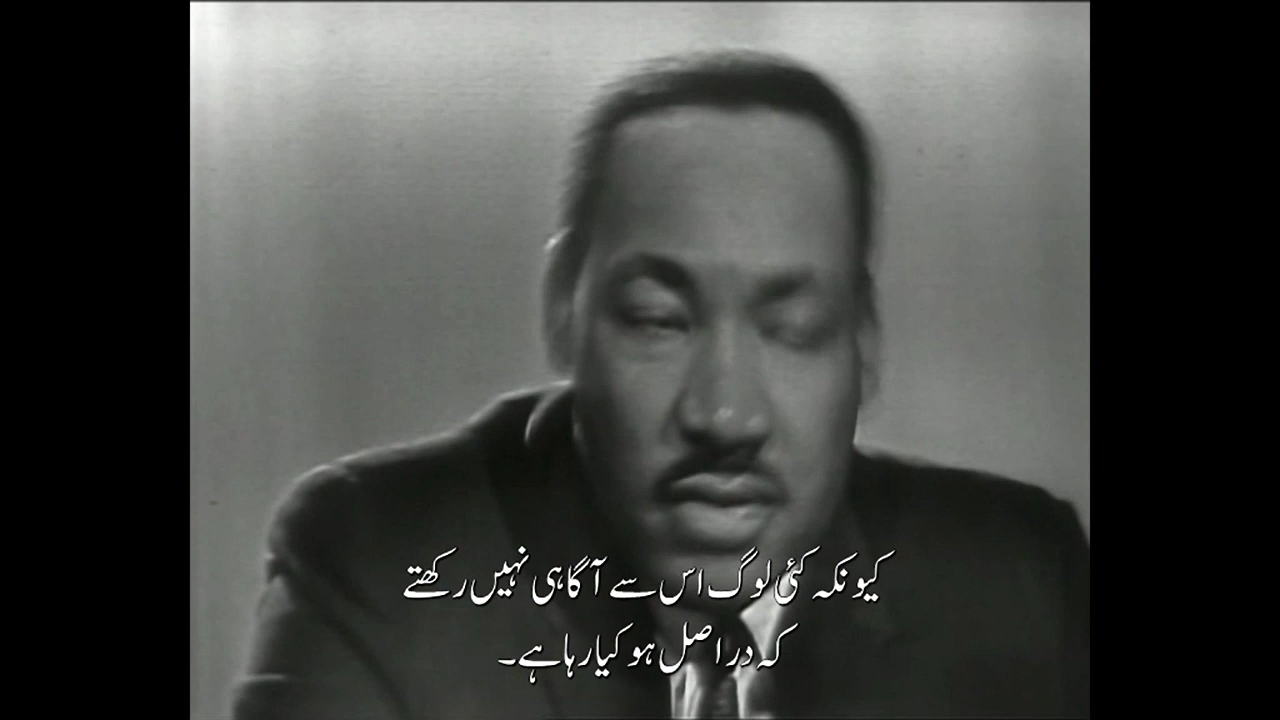 کیونکہ کئی لوگ اس سے آگاہی نہیں رکھتے
کہ دراصل ہو کیا رہا ہے۔